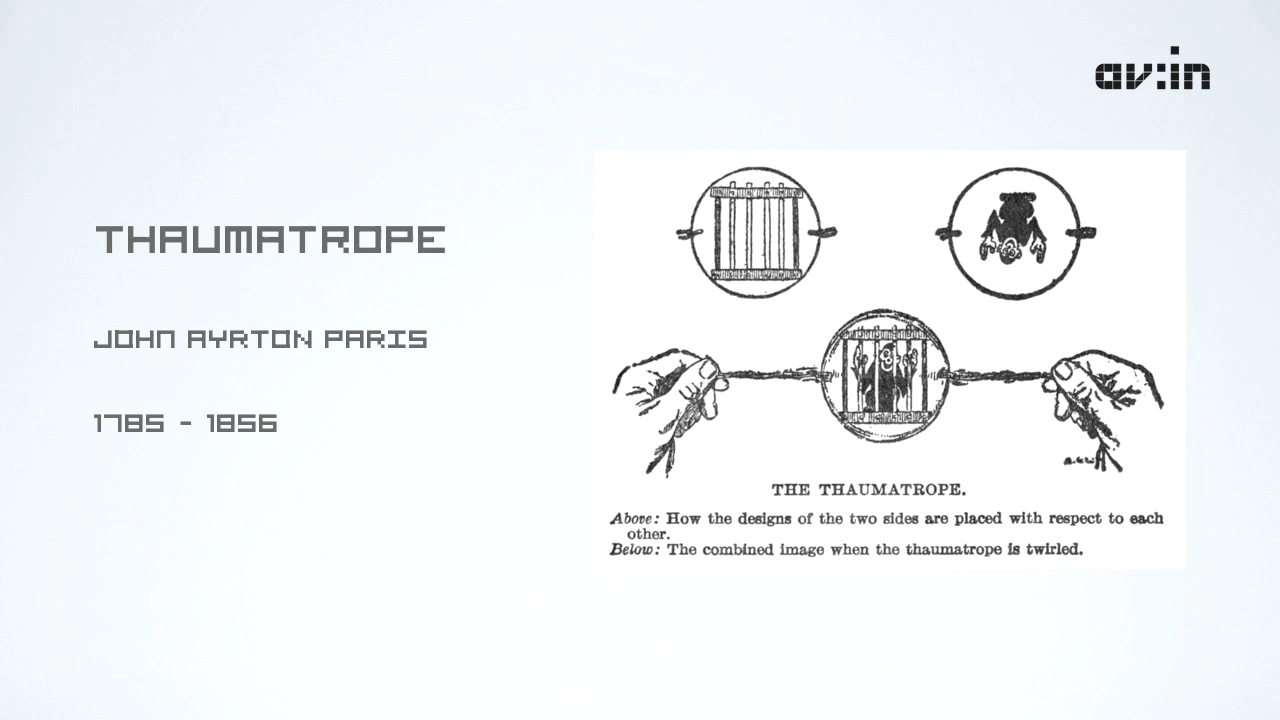 av:in
THAUMATROPE
JOHN AYRTON PARIS
1785 - 1856
THE THAUMATROPE.
Above: How the designs of the two sides are placed with respect to each
other.
Below: The combined image when the thaumatrope is twirled.